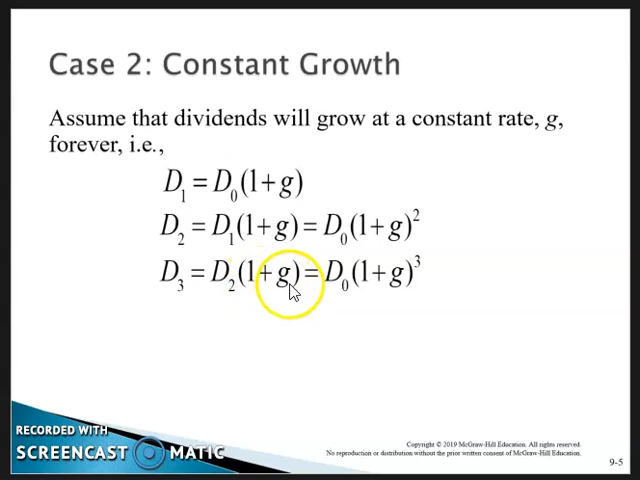 Case 2: Constant Growth
Assume that dividends will grow at a constant rate, g,
forever, i.e.,
D₁ = D₀(1+g)
D₂ = D₁(1+g) = D₀(1+g)²
D₃ = D₂(1+g) = D₀(1+g)³
RECORDED WITH
SCREENCAST MATIC
Copyright © 2019 McGraw-Hill Education. All rights reserved.
No reproduction or distribution without the prior written consent of McGraw-Hill Education.
9-5